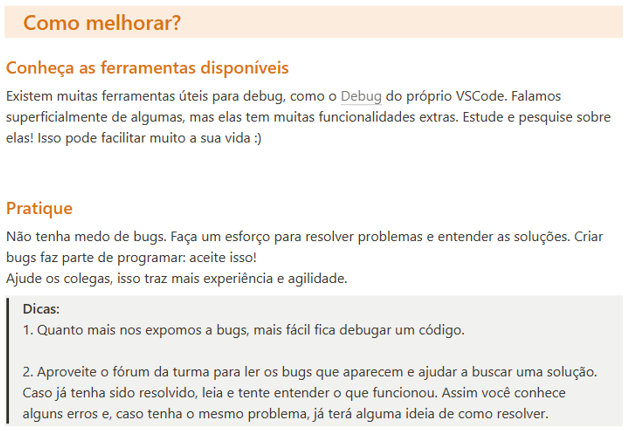 Como melhorar?
Conheça as ferramentas disponíveis
Existem muitas ferramentas úteis para debug, como o Debug do próprio VSCode. Falamos
superficialmente de algumas, mas elas tem muitas funcionalidades extras. Estude e pesquise sobre
elas! Isso pode facilitar muito a sua vida :)
Pratique
Não tenha medo de bugs. Faça um esforço para resolver problemas e entender as soluções. Criar
bugs faz parte de programar: aceite isso!
Ajude os colegas, isso traz mais experiência e agilidade.
Dicas:
1. Quanto mais nos expomos a bugs, mais fácil fica debugar um código.
2. Aproveite o fórum da turma para ler os bugs que aparecem e ajudar a buscar uma solução.
Caso já tenha sido resolvido, leia e tente entender o que funcionou. Assim você conhece
alguns erros e, caso tenha o mesmo problema, já terá alguma ideia de como resolver.